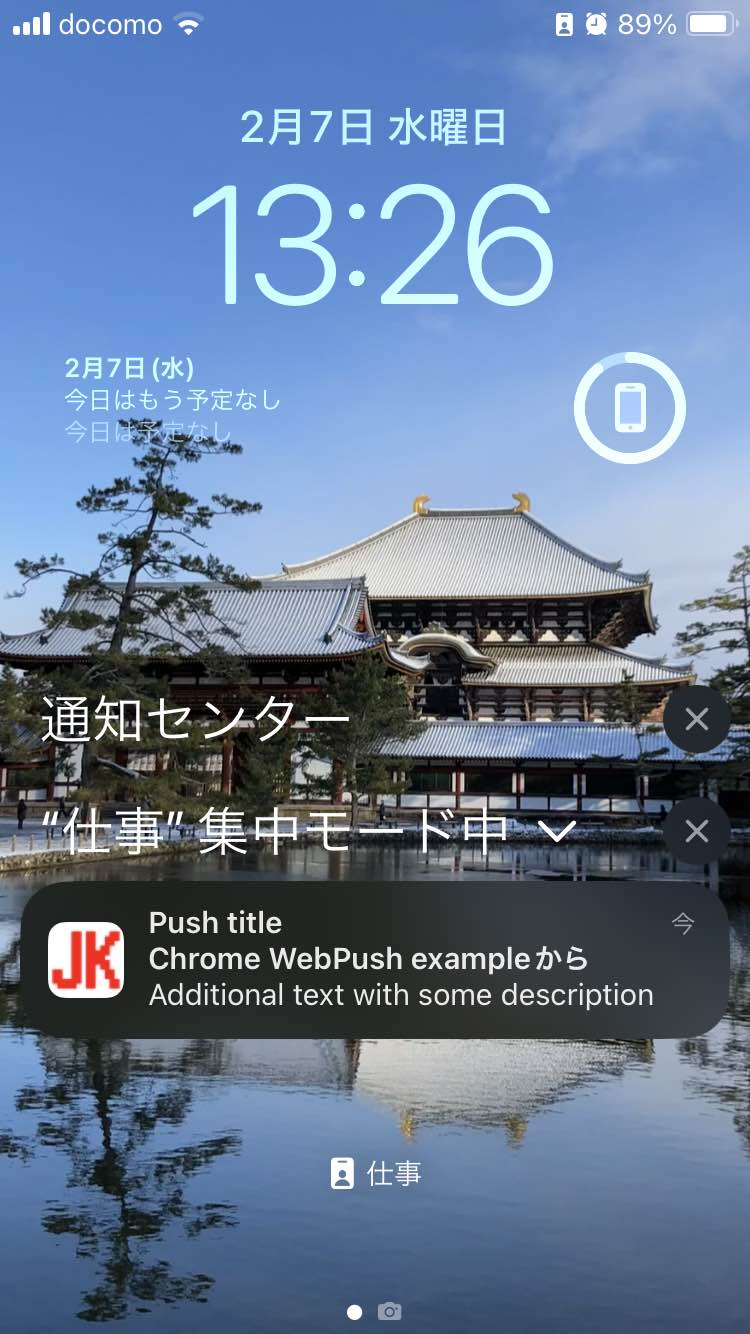 docomo 89%
2月7日 水曜日
13:26
2月7日(水)
今日はもう予定なし
今日は予定なし
通知センター
“仕事” 集中モード中
JK
Push title 今
Chrome WebPush exampleから
Additional text with some description
仕事